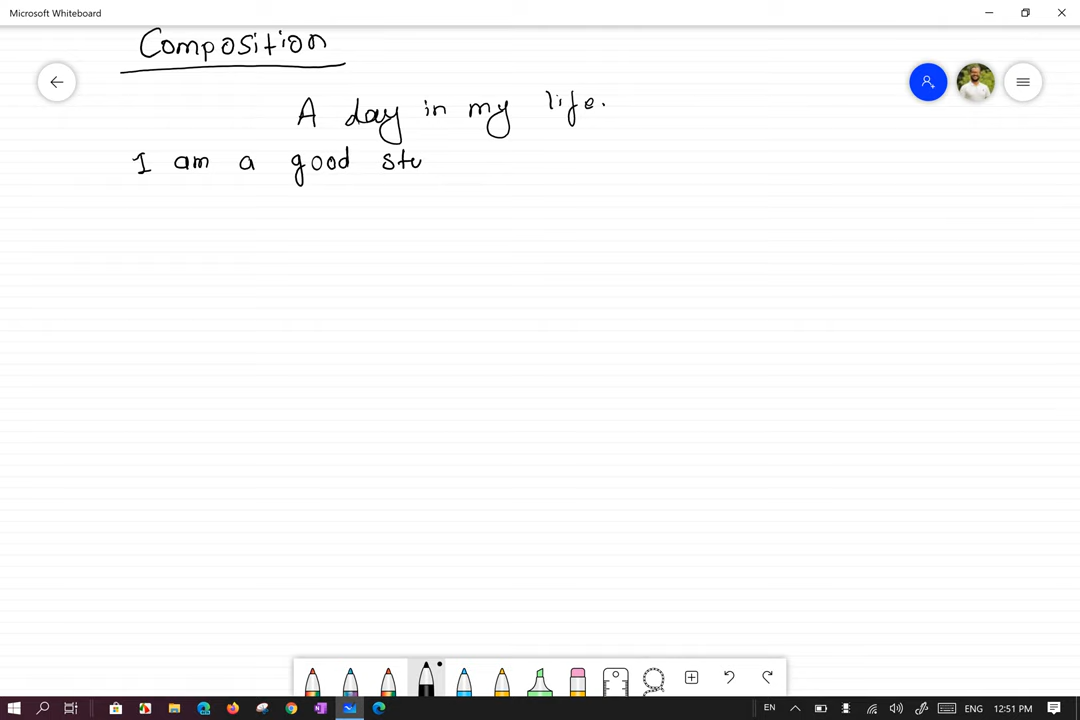 Microsoft Whiteboard
Composition
A day in my life.
I am a good stu
EN
ENG
12:51 PM